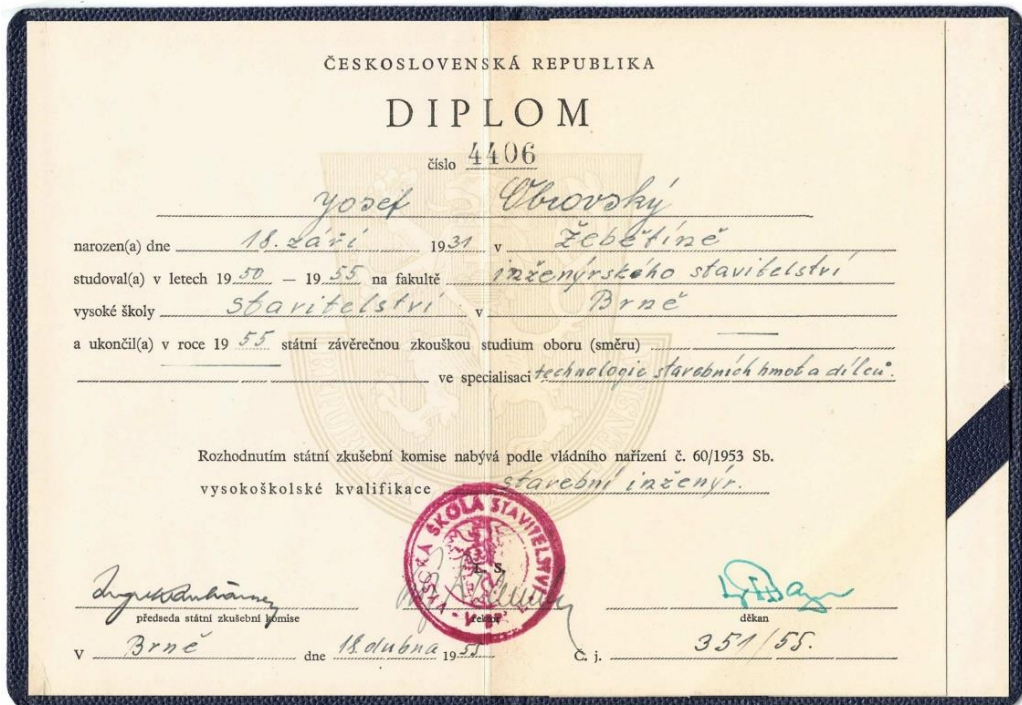 ČESKOSLOVENSKÁ REPUBLIKA
DIPLOM
číslo 4406
Josef Obrovský
narozen(a) dne 18. září 1931 v Žebětíně
studoval(a) v letech 1950 — 1955 na fakultě inženýrského stavitelství
vysoké školy stavitelství v Brně
a ukončil(a) v roce 1955 státní závěrečnou zkouškou studium oboru (směru)
ve specialisaci technologie stavebních hmot a dílců.
Rozhodnutím státní zkušební komise nabývá podle vládního nařízení č. 60/1953 Sb.
vysokoškolské kvalifikace stavební inženýr.
VYSOKÁ ŠKOLA STAVITELSTVÍ · V BRNĚ
L. S.
předseda státní zkušební komise rektor děkan
V Brně dne 18. dubna 1955 Č. j. 351/55.